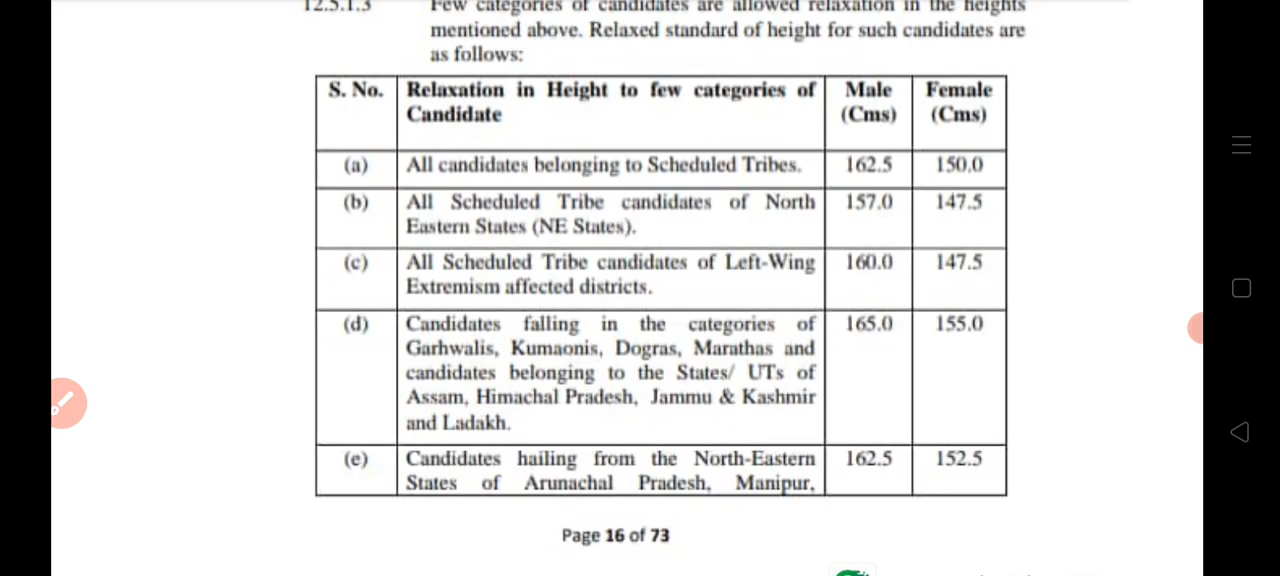 12.5.1.3 Few categories of candidates are allowed relaxation in the heights
mentioned above. Relaxed standard of height for such candidates are
as follows:
S. No. Relaxation in Height to few categories of Male Female
Candidate (Cms) (Cms)
(a) All candidates belonging to Scheduled Tribes. 162.5 150.0
(b) All Scheduled Tribe candidates of North 157.0 147.5
Eastern States (NE States).
(c) All Scheduled Tribe candidates of Left-Wing 160.0 147.5
Extremism affected districts.
(d) Candidates falling in the categories of 165.0 155.0
Garhwalis, Kumaonis, Dogras, Marathas and
candidates belonging to the States/ UTs of
Assam, Himachal Pradesh, Jammu & Kashmir
and Ladakh.
(e) Candidates hailing from the North-Eastern 162.5 152.5
States of Arunachal Pradesh, Manipur,
Page 16 of 73